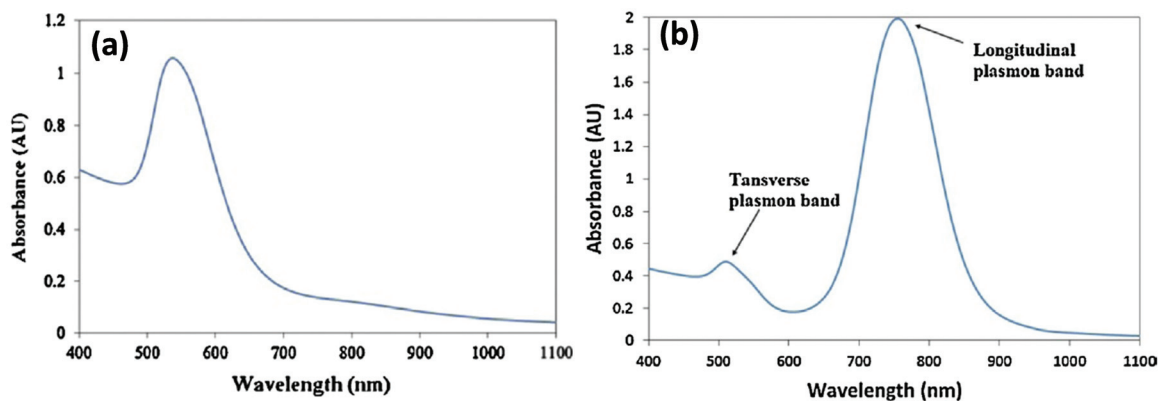 (a)
1.2
1
0.8
0.6
0.4
0.2
0
Absorbance (AU)
400 500 600 700 800 900 1000 1100
Wavelength (nm)
(b)
2
1.8
1.6
1.4
1.2
1
0.8
0.6
0.4
0.2
0
Absorbance (AU)
Longitudinal
plasmon band
Tansverse
plasmon band
400 500 600 700 800 900 1000 1100
Wavelength (nm)